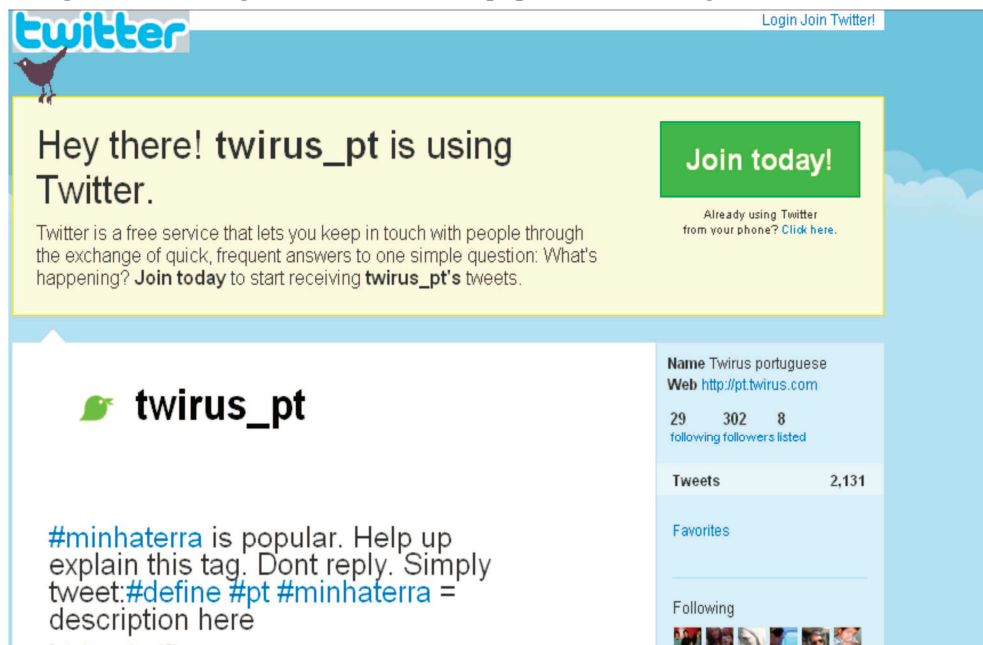 twitter
Login Join Twitter!
Hey there! twirus_pt is using
Twitter.
Twitter is a free service that lets you keep in touch with people through
the exchange of quick, frequent answers to one simple question: What's
happening? Join today to start receiving twirus_pt's tweets.
Join today!
Already using Twitter
from your phone? Click here.
twirus_pt
#minhaterra is popular. Help up
explain this tag. Dont reply. Simply
tweet:#define #pt #minhaterra =
description here
Name Twirus portuguese
Web http://pt.twirus.com
29 302 8
following followers listed
Tweets 2,131
Favorites
Following